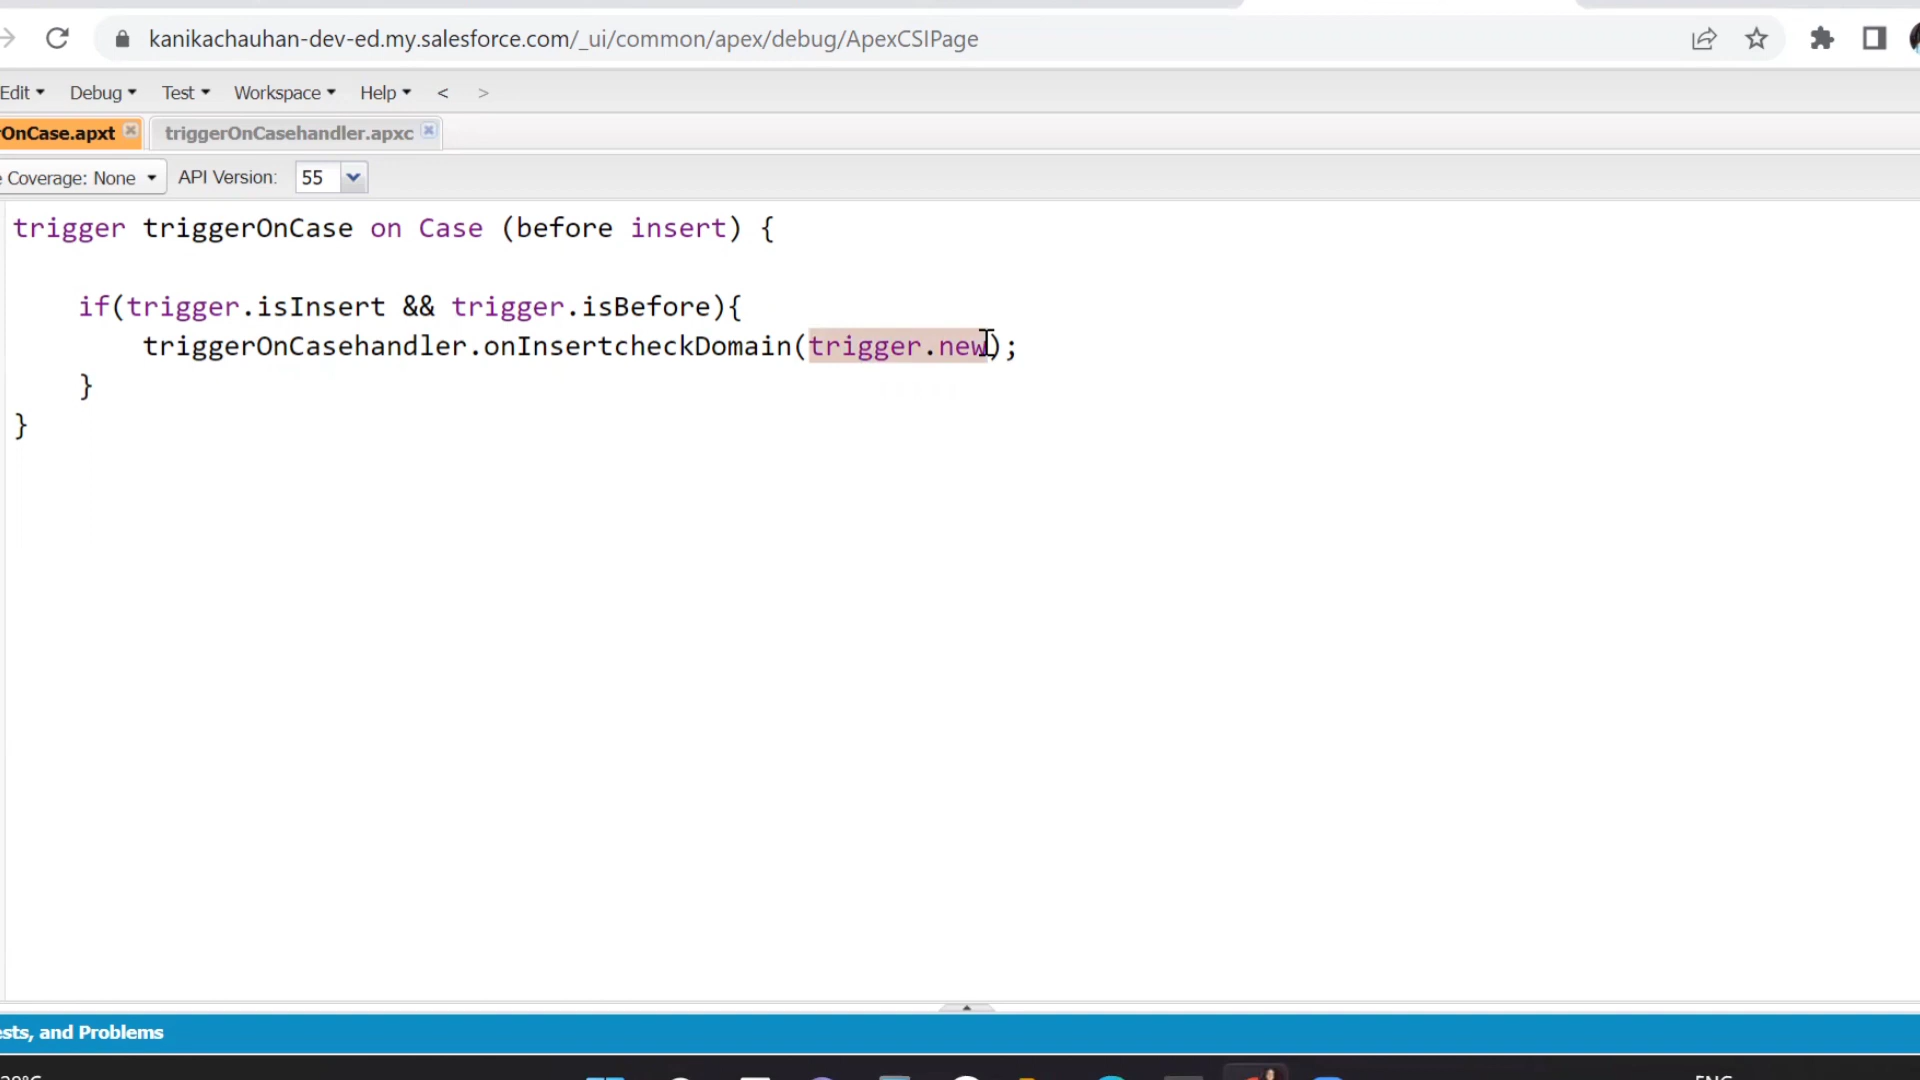 kanikachauhan-dev-ed.my.salesforce.com/_ui/common/apex/debug/ApexCSIPage
Edit Debug Test Workspace Help < >
OnCase.apxt triggerOnCasehandler.apxc
Coverage: None API Version: 55
trigger triggerOnCase on Case (before insert) {
if(trigger.isInsert && trigger.isBefore){
triggerOnCasehandler.onInsertcheckDomain(trigger.new);
}
}
ests, and Problems
ENG